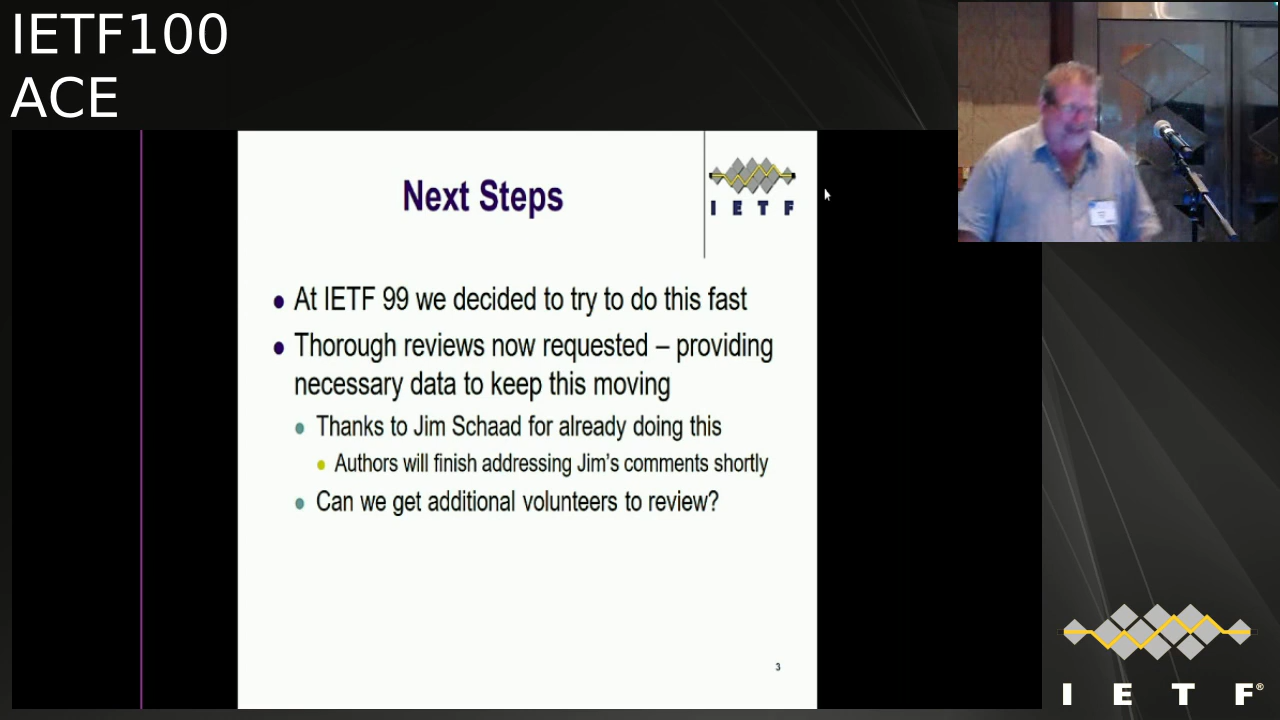 IETF100
ACE
Next Steps
I E T F
● At IETF 99 we decided to try to do this fast
● Thorough reviews now requested – providing
necessary data to keep this moving
● Thanks to Jim Schaad for already doing this
● Authors will finish addressing Jim’s comments shortly
● Can we get additional volunteers to review?
3
I E T F®